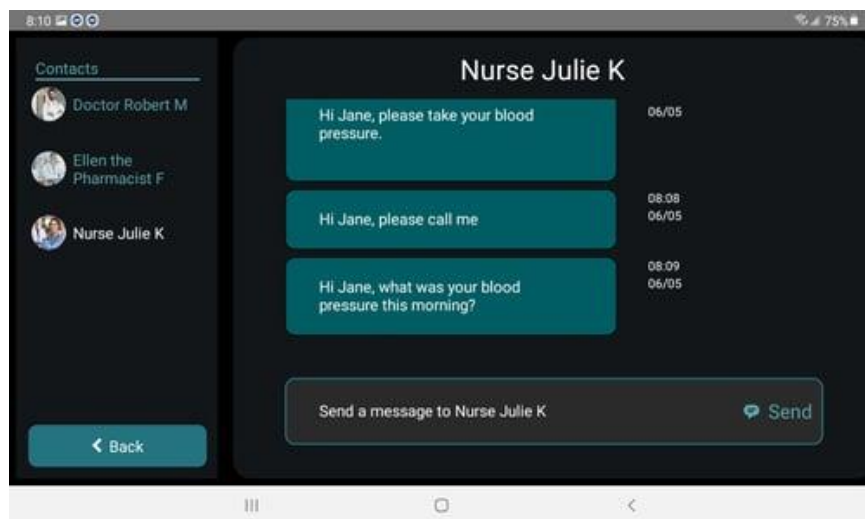 8:10
75%
Contacts
Doctor Robert M
Ellen the
Pharmacist F
Nurse Julie K
Back
Nurse Julie K
Hi Jane, please take your blood
pressure.
06/05
Hi Jane, please call me
08:08
06/05
Hi Jane, what was your blood
pressure this morning?
08:09
06/05
Send a message to Nurse Julie K
Send